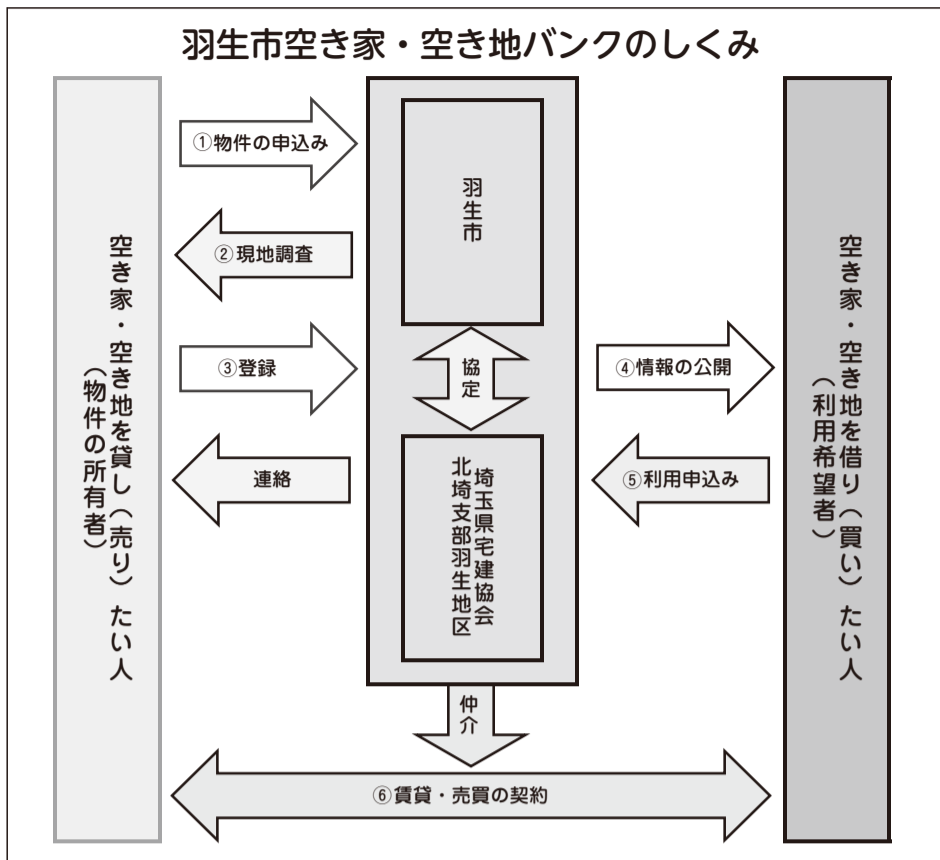 羽生市空き家・空き地バンクのしくみ
空き家・空き地を貸し（売り）たい人
（物件の所有者）
①物件の申込み
②現地調査
③登録
連絡
羽生市
協定
埼玉県宅建協会
北埼支部羽生地区
仲介
④情報の公開
⑤利用申込み
空き家・空き地を借り（買い）たい人
（利用希望者）
⑥賃貸・売買の契約